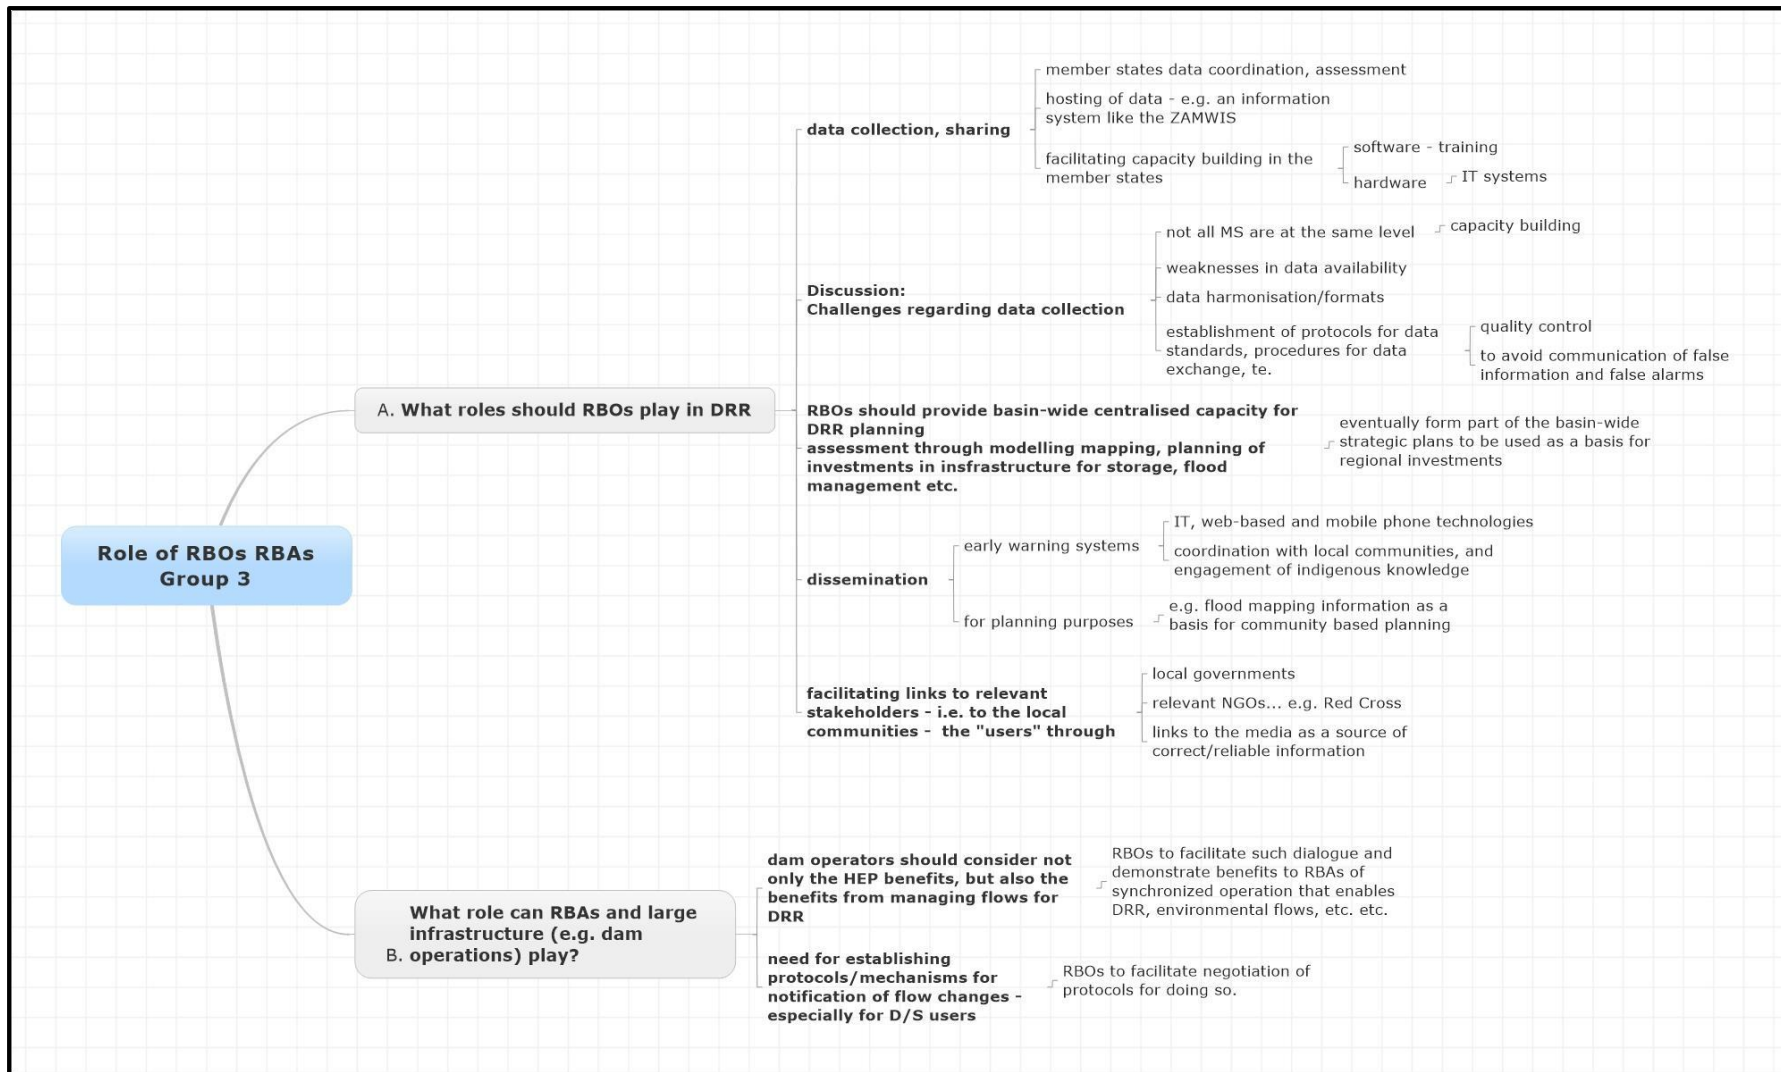 Role of RBOs RBAs
Group 3
A. What roles should RBOs play in DRR
data collection, sharing
member states data coordination, assessment
hosting of data - e.g. an information
system like the ZAMWIS
facilitating capacity building in the
member states
software - training
hardware
IT systems
Discussion:
Challenges regarding data collection
not all MS are at the same level
capacity building
weaknesses in data availability
data harmonisation/formats
establishment of protocols for data
standards, procedures for data
exchange, te.
quality control
to avoid communication of false
information and false alarms
RBOs should provide basin-wide centralised capacity for
DRR planning
assessment through modelling mapping, planning of
investments in insfrastructure for storage, flood
management etc.
eventually form part of the basin-wide
strategic plans to be used as a basis for
regional investments
dissemination
early warning systems
IT, web-based and mobile phone technologies
coordination with local communities, and
engagement of indigenous knowledge
for planning purposes
e.g. flood mapping information as a
basis for community based planning
facilitating links to relevant
stakeholders - i.e. to the local
communities -  the "users" through
local governments
relevant NGOs... e.g. Red Cross
links to the media as a source of
correct/reliable information
What role can RBAs and large
infrastructure (e.g. dam
B. operations) play?
dam operators should consider not
only the HEP benefits, but also the
benefits from managing flows for
DRR
RBOs to facilitate such dialogue and
demonstrate benefits to RBAs of
synchronized operation that enables
DRR, environmental flows, etc. etc.
need for establishing
protocols/mechanisms for
notification of flow changes -
especially for D/S users
RBOs to facilitate negotiation of
protocols for doing so.